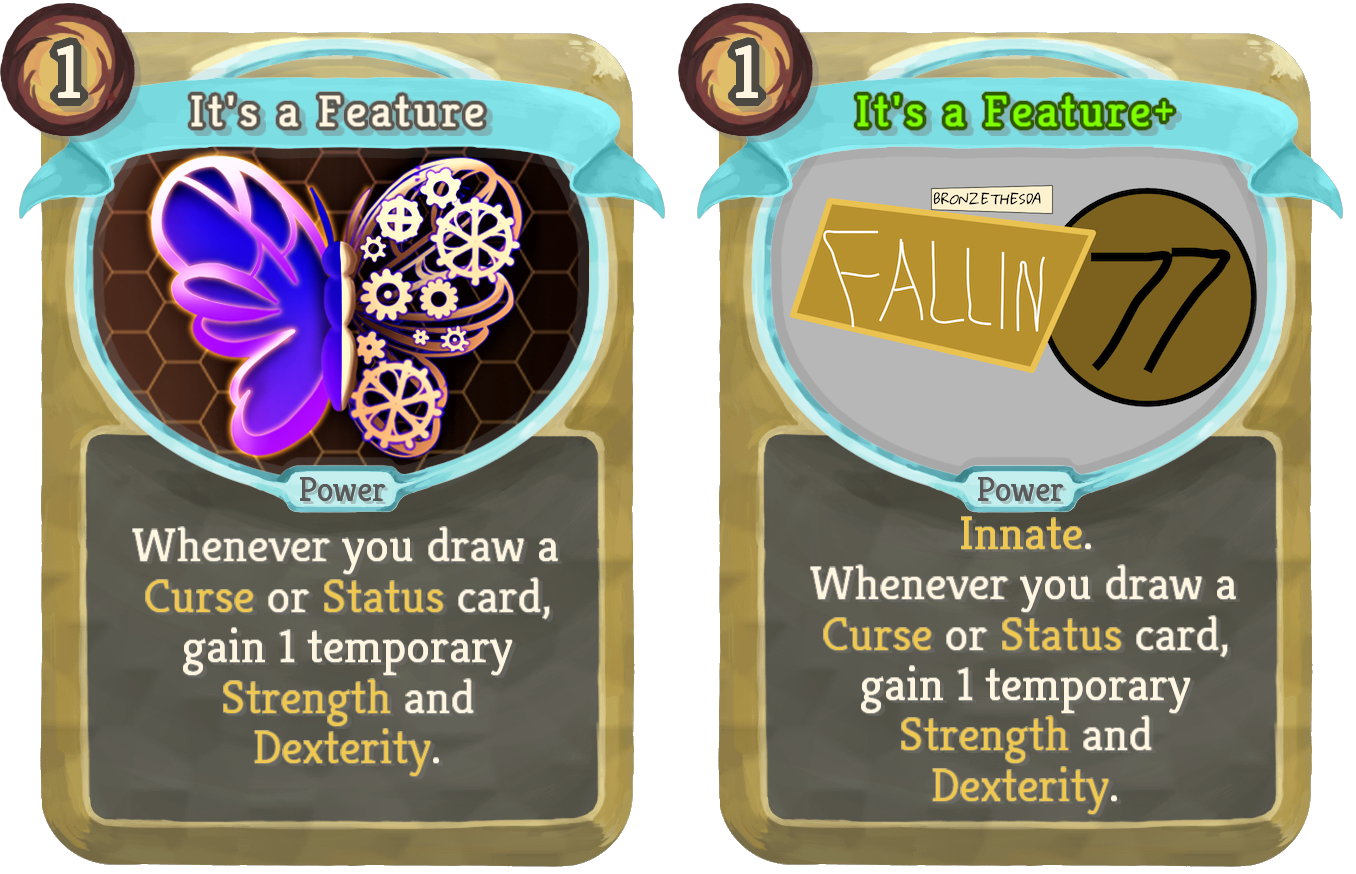 1
It's a Feature
Power
Whenever you draw a
Curse or Status card,
gain 1 temporary
Strength and
Dexterity.
1
It's a Feature+
BRONZETHESDA
FALLIN
77
Power
Innate.
Whenever you draw a
Curse or Status card,
gain 1 temporary
Strength and
Dexterity.